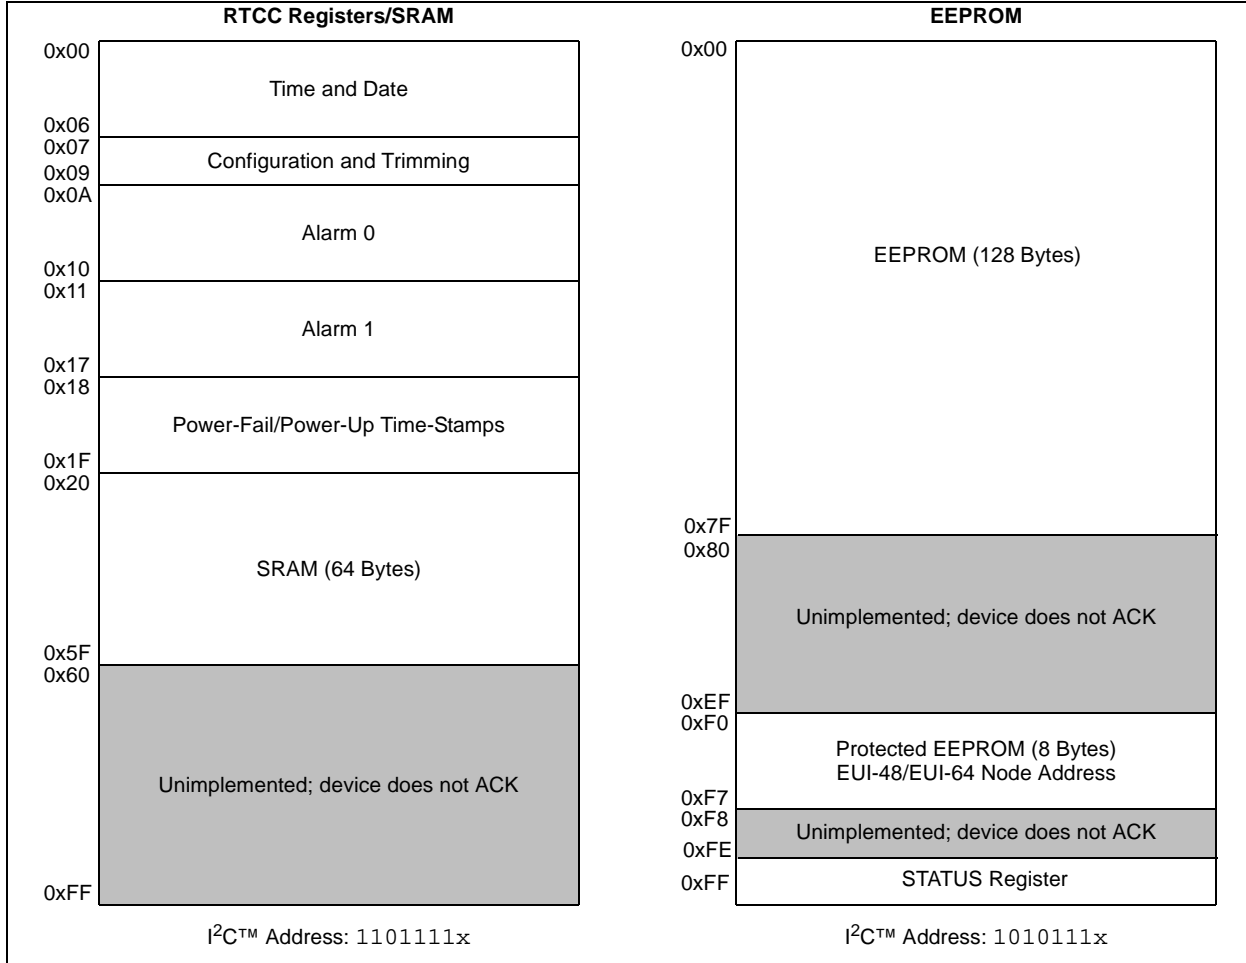 RTCC Registers/SRAM
0x00
Time and Date
0x06
0x07
Configuration and Trimming
0x09
0x0A
Alarm 0
0x10
0x11
Alarm 1
0x17
0x18
Power-Fail/Power-Up Time-Stamps
0x1F
0x20
SRAM (64 Bytes)
0x5F
0x60
Unimplemented; device does not ACK
0xFF
I²C™ Address: 1101111x
EEPROM
0x00
EEPROM (128 Bytes)
0x7F
0x80
Unimplemented; device does not ACK
0xEF
0xF0
Protected EEPROM (8 Bytes)
EUI-48/EUI-64 Node Address
0xF7
0xF8
Unimplemented; device does not ACK
0xFE
0xFF
STATUS Register
I²C™ Address: 1010111x